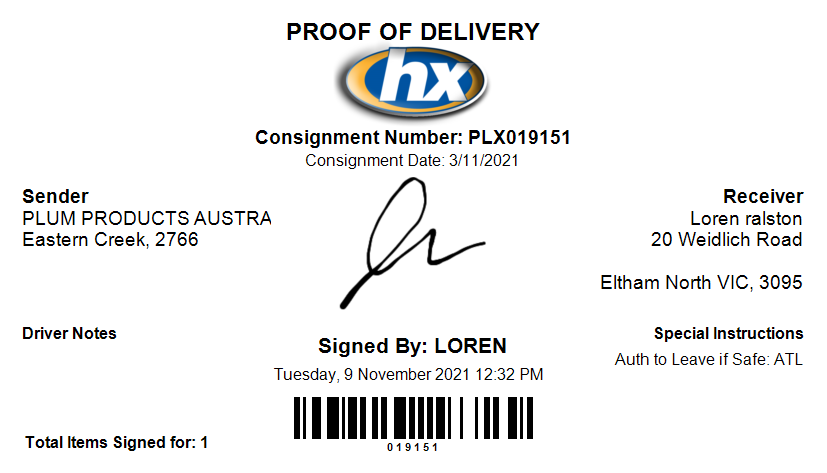 PROOF OF DELIVERY
hx
Consignment Number: PLX019151
Consignment Date: 3/11/2021
Sender
PLUM PRODUCTS AUSTRA
Eastern Creek, 2766
Receiver
Loren ralston
20 Weidlich Road
Eltham North VIC, 3095
Driver Notes
Signed By: LOREN
Tuesday, 9 November 2021 12:32 PM
Special Instructions
Auth to Leave if Safe: ATL
Total Items Signed for: 1
019151